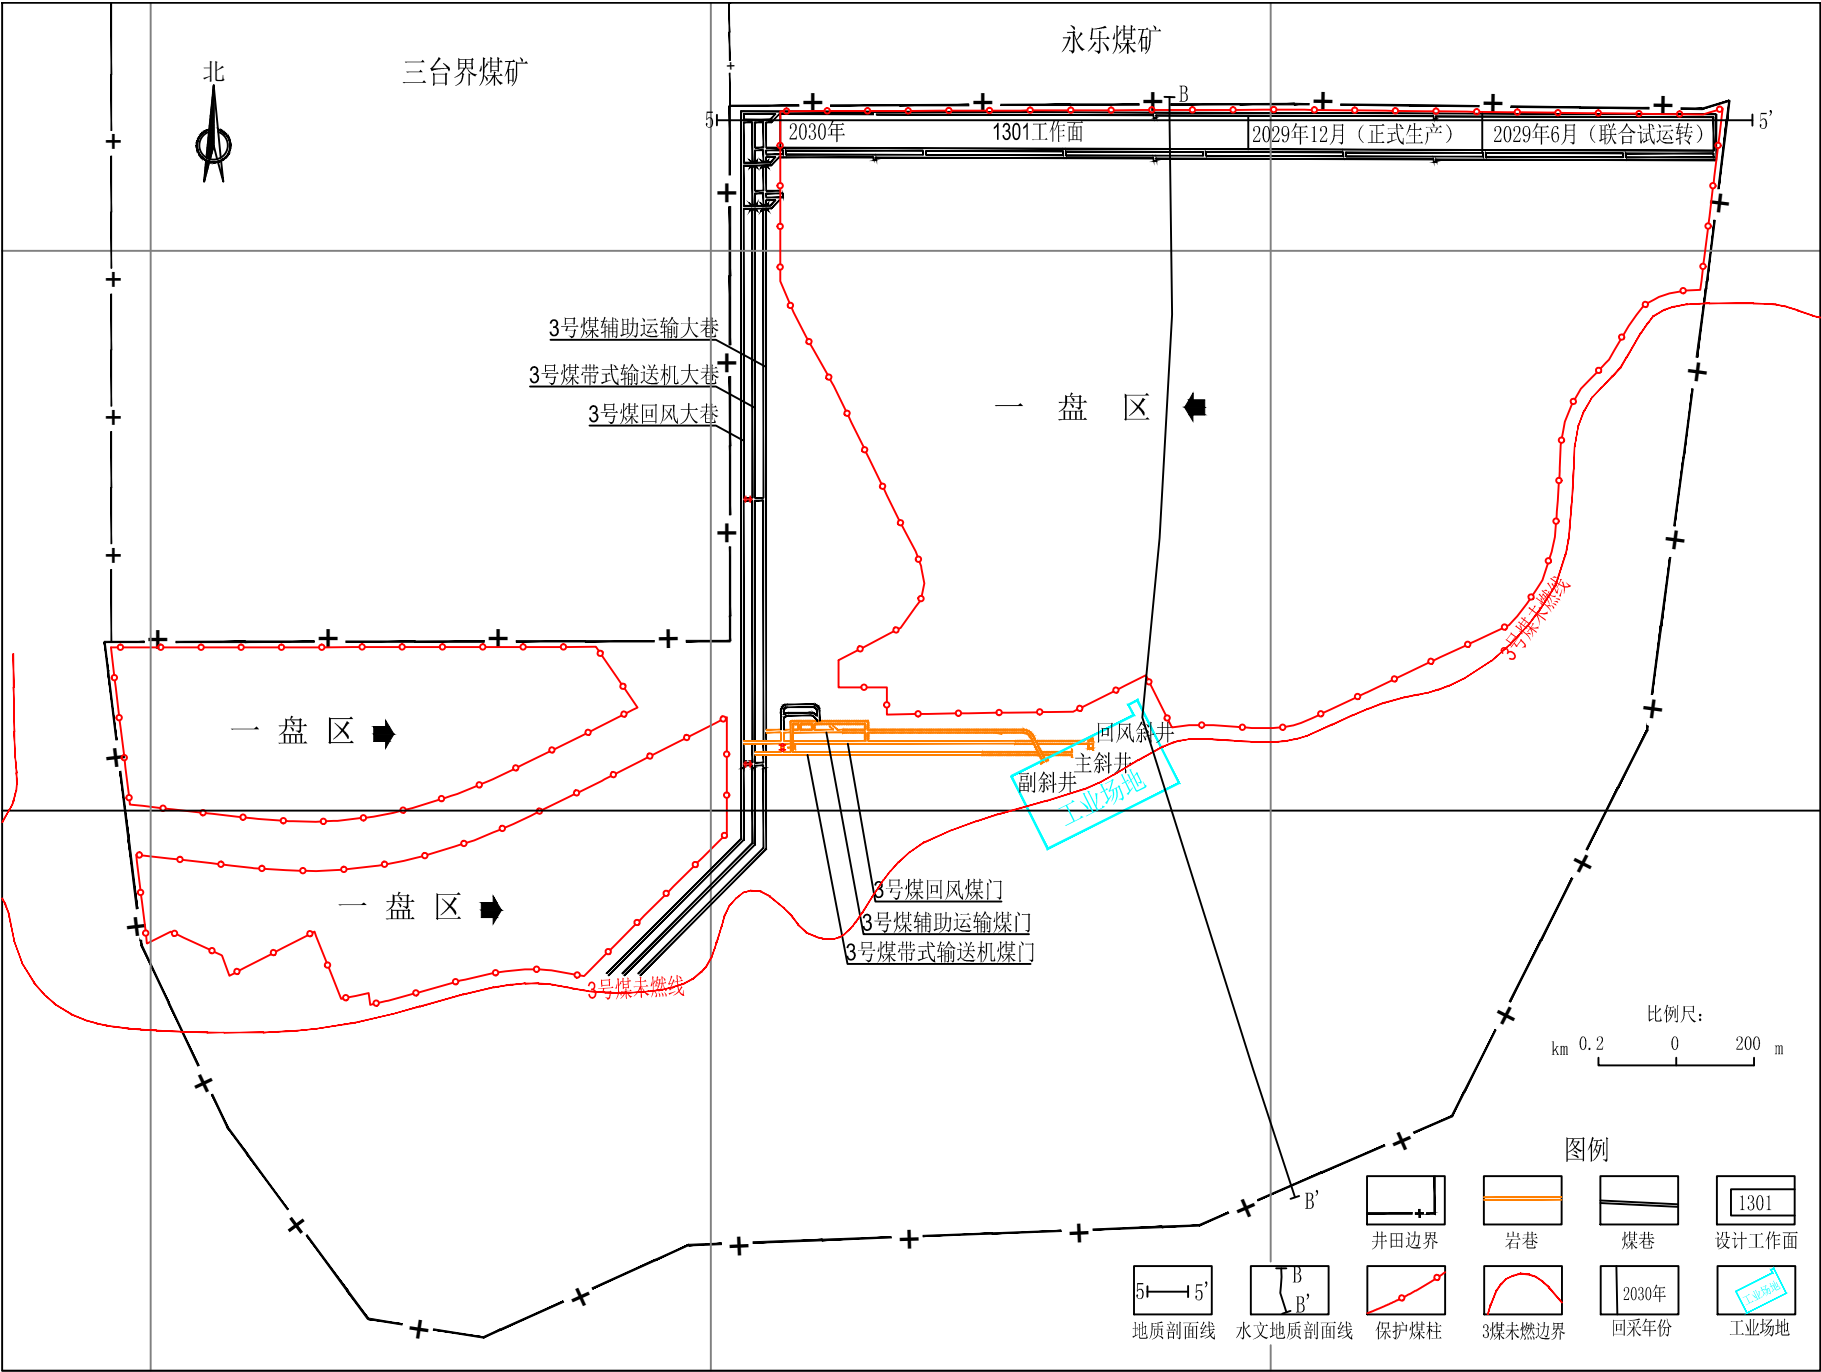 永乐煤矿
三台界煤矿
北
B
5
5'
2030年
1301工作面
2029年12月（正式生产）
2029年6月（联合试运转）
3号煤辅助运输大巷
3号煤带式输送机大巷
3号煤回风大巷
一 盘 区
3号煤未燃线
一 盘 区
回风斜井
主斜井
副斜井
工业场地
3号煤回风煤门
一 盘 区
3号煤辅助运输煤门
3号煤带式输送机煤门
3号煤未燃线
比例尺：
km 0.2 0 200 m
图例
B'
1301
井田边界
岩巷
煤巷
设计工作面
5 5'
B
B'
2030年
工业场地
地质剖面线
水文地质剖面线
保护煤柱
3煤未燃边界
回采年份
工业场地